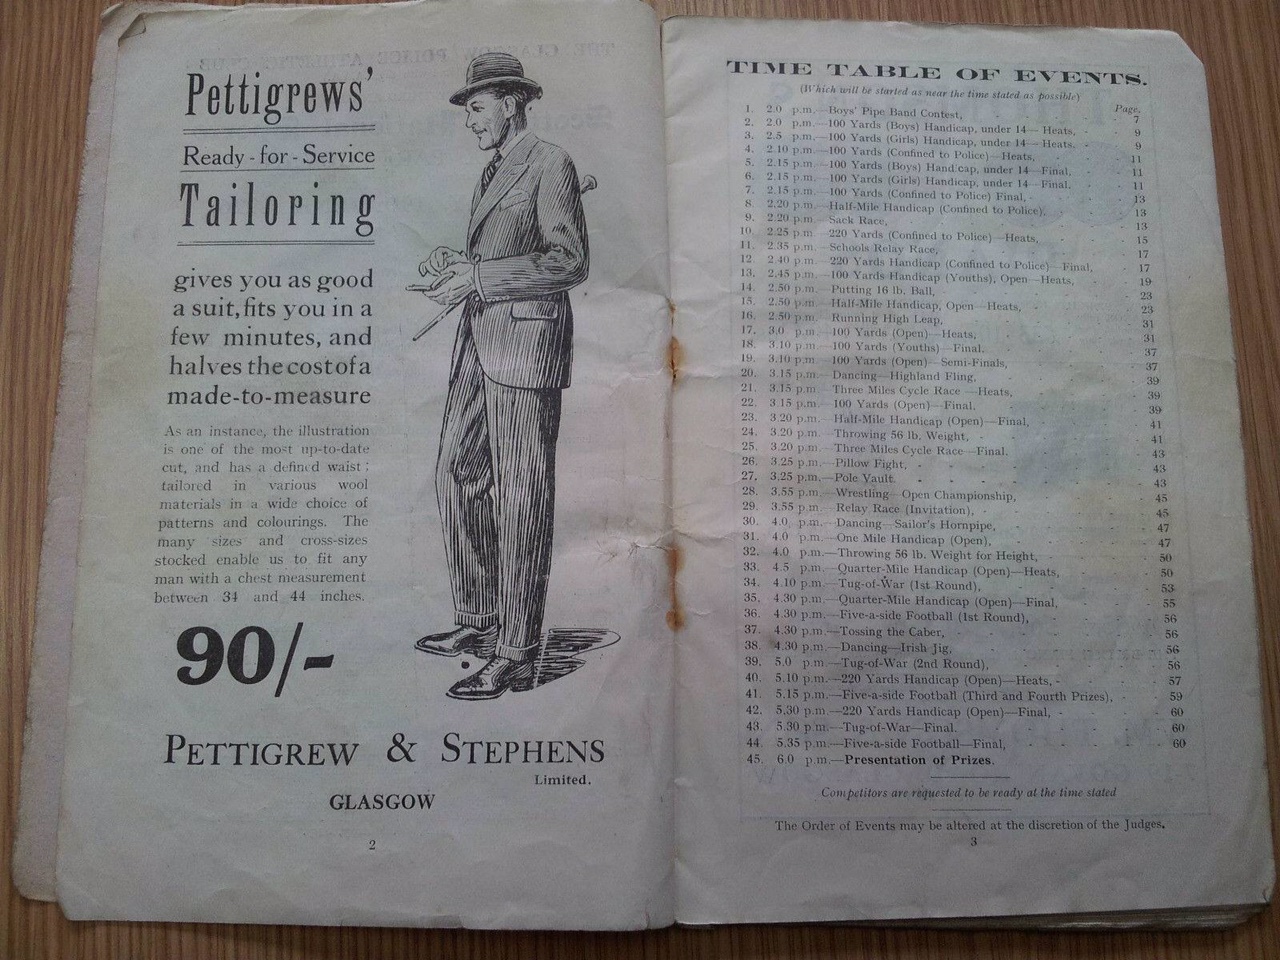 Pettigrews'
Ready - for - Service
Tailoring
gives you as good
a suit, fits you in a
few minutes, and
halves the cost of a
made-to-measure
As an instance, the illustration
is one of the most up-to-date
cut, and has a defined waist;
tailored in various wool
materials in a wide choice of
patterns and colourings. The
many sizes and cross-sizes
stocked enable us to fit any
man with a chest measurement
between 34 and 44 inches.
90/-
PETTIGREW & STEPHENS
Limited.
GLASGOW
2
TIME TABLE OF EVENTS.
(Which will be started as near the time stated as possible)
Page.
1. 2.0 p.m.—Boys' Pipe Band Contest, 7
2. 2.0 p.m.—100 Yards (Boys) Handicap, under 14—Heats, 9
3. 2.5 p.m.—100 Yards (Girls) Handicap, under 14—Heats, 9
4. 2.10 p.m.—100 Yards (Confined to Police)—Heats, 11
5. 2.15 p.m.—100 Yards (Boys) Handicap, under 14—Final, 11
6. 2.15 p.m.—100 Yards (Girls) Handicap, under 14—Final, 11
7. 2.15 p.m.—100 Yards (Confined to Police) Final, 13
8. 2.20 p.m.—Half-Mile Handicap (Confined to Police), 13
9. 2.20 p.m.—Sack Race, 13
10. 2.25 p.m.—220 Yards (Confined to Police)—Heats, 15
11. 2.35 p.m.—Schools Relay Race, 17
12. 2.40 p.m.—220 Yards Handicap (Confined to Police)—Final, 17
13. 2.45 p.m.—100 Yards Handicap (Youths), Open—Heats, 19
14. 2.50 p.m.—Putting 16 lb. Ball, 23
15. 2.50 p.m.—Half-Mile Handicap, Open—Heats, 23
16. 2.50 p.m.—Running High Leap, 31
17. 3.0 p.m.—100 Yards (Open)—Heats, 31
18. 3.10 p.m.—100 Yards (Youths)—Final, 37
19. 3.10 p.m.—100 Yards (Open)—Semi-Finals, 37
20. 3.15 p.m.—Dancing—Highland Fling, 39
21. 3.15 p.m.—Three Miles Cycle Race—Heats, 39
22. 3.15 p.m.—100 Yards (Open)—Final, 39
23. 3.20 p.m.—Half-Mile Handicap (Open)—Final, 41
24. 3.20 p.m.—Throwing 56 lb. Weight, 41
25. 3.20 p.m.—Three Miles Cycle Race—Final. 43
26. 3.25 p.m.—Pillow Fight, 43
27. 3.25 p.m.—Pole Vault. 43
28. 3.55 p.m.—Wrestling—Open Championship, 45
29. 3.55 p.m.—Relay Race (Invitation), 45
30. 4.0 p.m.—Dancing—Sailor's Hornpipe, 47
31. 4.0 p.m.—One Mile Handicap (Open), 47
32. 4.0 p.m.—Throwing 56 lb. Weight for Height, 50
33. 4.5 p.m.—Quarter-Mile Handicap (Open)—Heats, 50
34. 4.10 p.m.—Tug-of-War (1st Round), 53
35. 4.30 p.m.—Quarter-Mile Handicap (Open)—Final, 55
36. 4.30 p.m.—Five-a-side Football (1st Round), 56
37. 4.30 p.m.—Tossing the Caber, 56
38. 4.30 p.m.—Dancing—Irish Jig, 56
39. 5.0 p.m.—Tug-of-War (2nd Round), 56
40. 5.10 p.m.—220 Yards Handicap (Open)—Heats, 57
41. 5.15 p.m.—Five-a-side Football (Third and Fourth Prizes), 59
42. 5.30 p.m.—220 Yards Handicap (Open)—Final, 60
43. 5.30 p.m.—Tug-of-War—Final. 60
44. 5.35 p.m.—Five-a-side Football—Final, 60
45. 6.0 p.m.—Presentation of Prizes.
Competitors are requested to be ready at the time stated
The Order of Events may be altered at the discretion of the Judges.
3